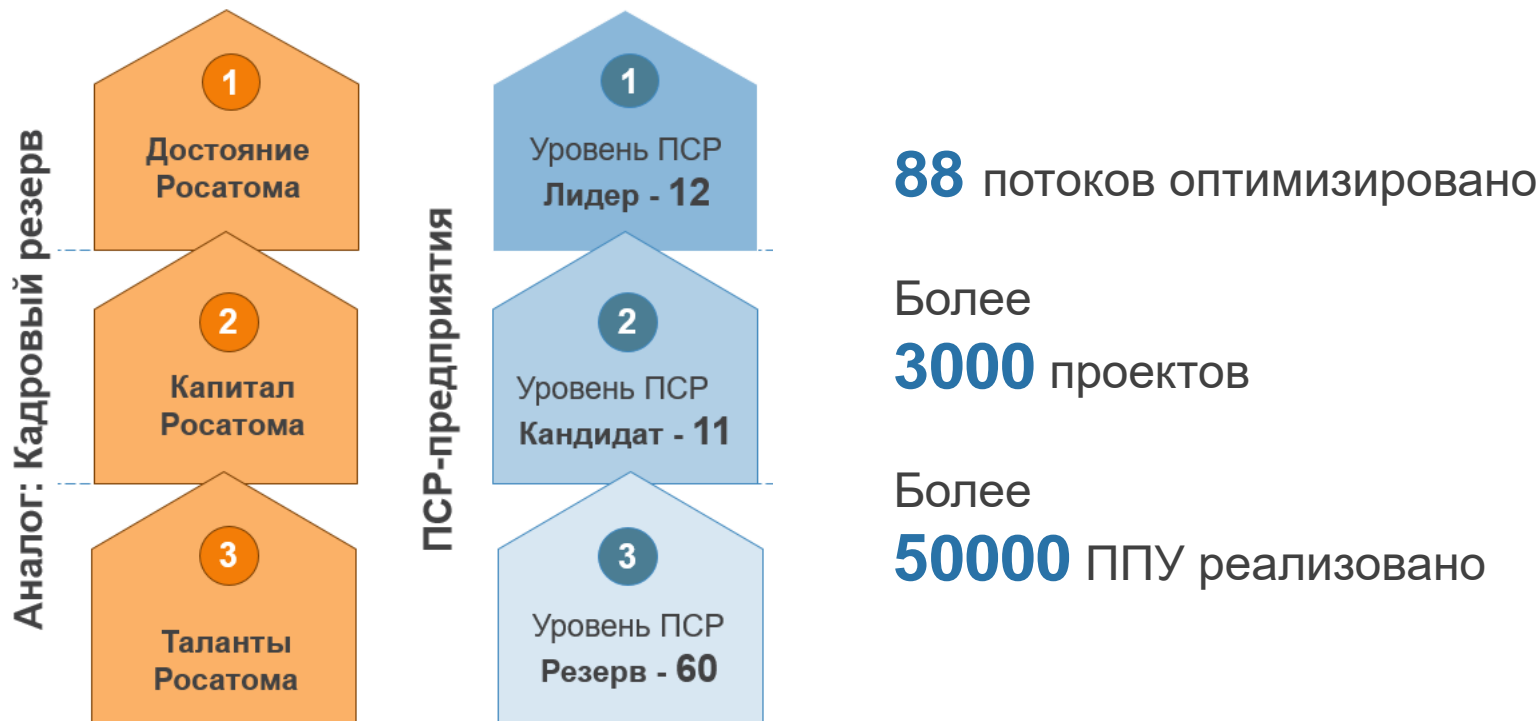 Аналог: Кадровый резерв
1
Достояние
Росатома
2
Капитал
Росатома
3
Таланты
Росатома
ПСР-предприятия
1
Уровень ПСР
Лидер - 12
2
Уровень ПСР
Кандидат - 11
3
Уровень ПСР
Резерв - 60
88 потоков оптимизировано
Более
3000 проектов
Более
50000 ППУ реализовано